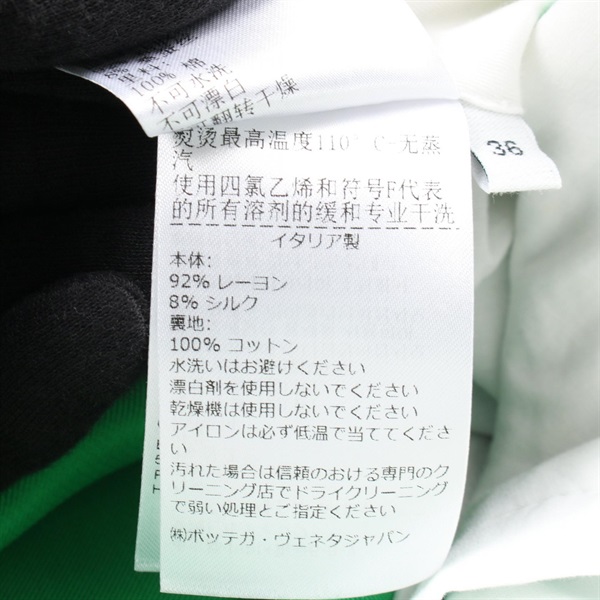 100% 棉
不可水洗
不可漂白
不可翻转干燥
熨烫最高温度110°C-无蒸
汽
使用四氯乙烯和符号F代表
的所有溶剂的缓和专业干洗
イタリア製
本体:
92% レーヨン
8% シルク
裏地:
100% コットン
水洗いはお避けください
漂白剤を使用しないでください
乾燥機は使用しないでください
アイロンは必ず低温で当ててくださ
い
汚れた場合は信頼のおける専門のク
リーニング店でドライクリーニング
で弱い処理とご指定ください
㈱ボッテガ・ヴェネタジャパン
36